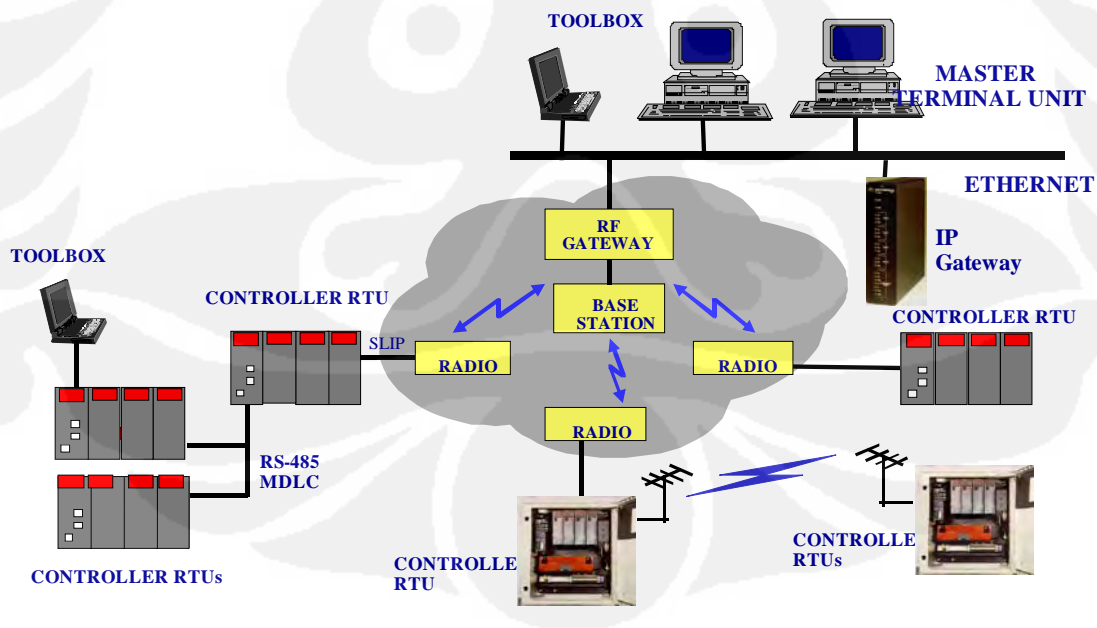 TOOLBOX
MASTER
TERMINAL UNIT
ETHERNET
RF
GATEWAY
IP
Gateway
TOOLBOX
CONTROLLER RTU
BASE
STATION
CONTROLLER RTU
SLIP
RADIO
RADIO
RADIO
RS-485
MDLC
CONTROLLE
RTU
CONTROLLE
RTUs
CONTROLLER RTUs